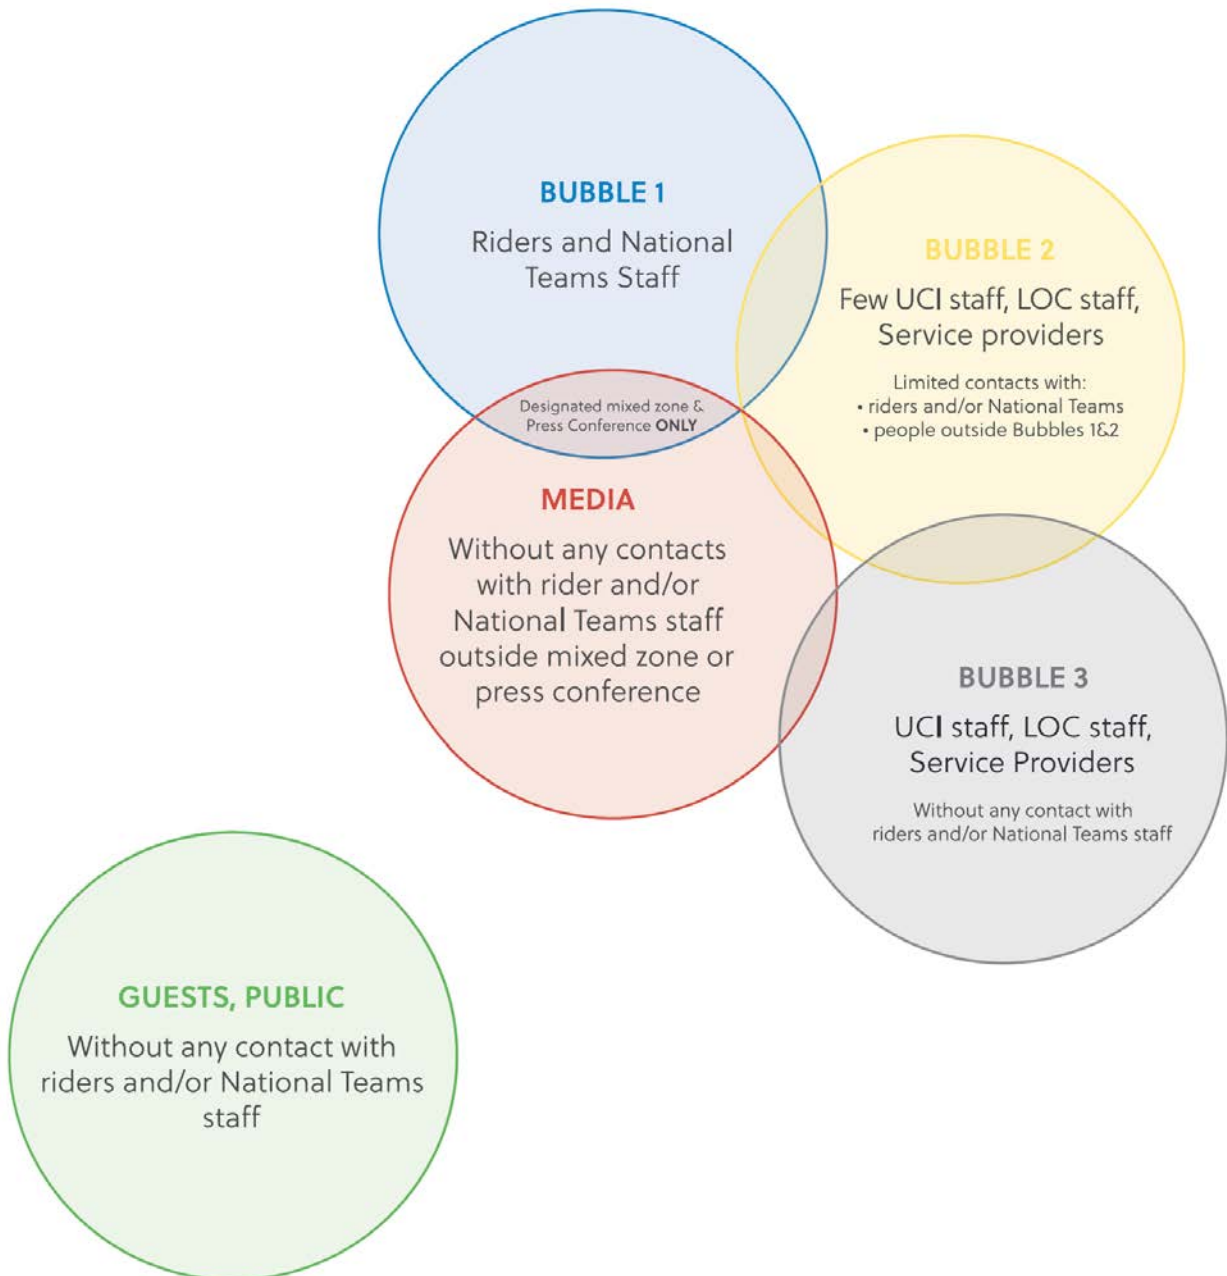 BUBBLE 1
Riders and National
Teams Staff
BUBBLE 2
Few UCI staff, LOC staff,
Service providers
Limited contacts with:
• riders and/or National Teams
• people outside Bubbles 1&2
Designated mixed zone &
Press Conference ONLY
MEDIA
Without any contacts
with rider and/or
National Teams staff
outside mixed zone or
press conference
BUBBLE 3
UCI staff, LOC staff,
Service Providers
Without any contact with
riders and/or National Teams staff
GUESTS, PUBLIC
Without any contact with
riders and/or National Teams
staff